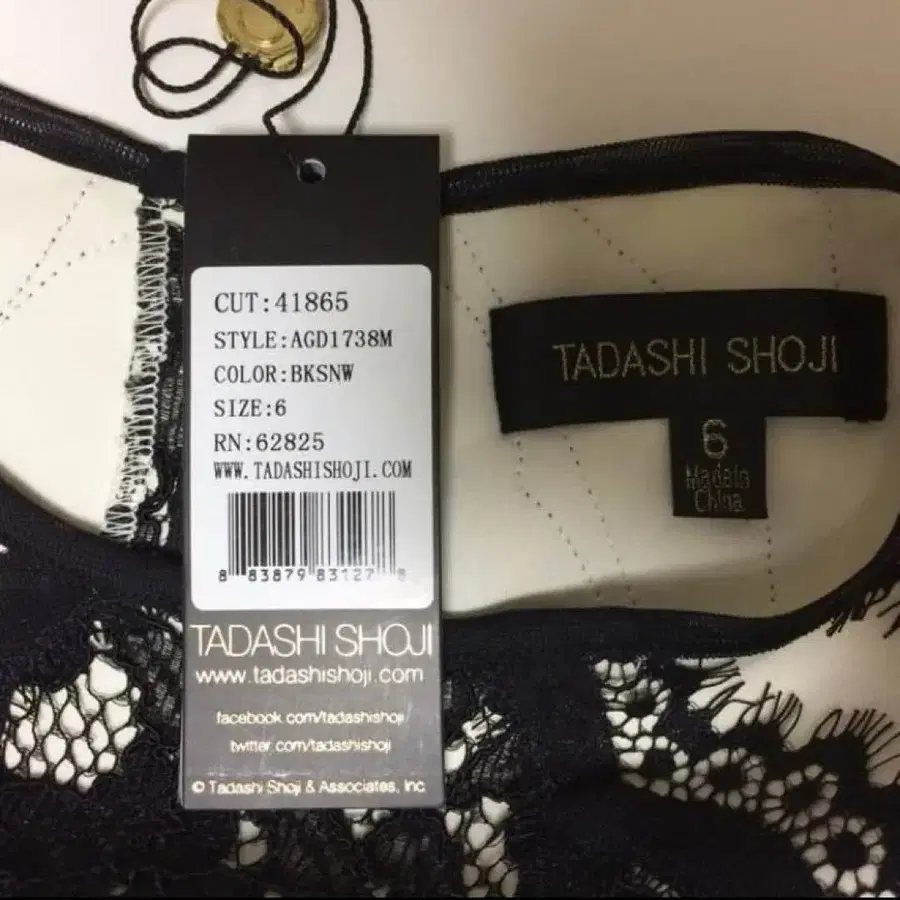 CUT:41865
STYLE:AGD1738M
COLOR:BKSNW
SIZE:6
RN:62825
WWW.TADASHISHOJI.COM
8 83879 83127 8
TADASHI SHOJI
www.tadashishoji.com
facebook.com/tadashishoji
twitter.com/tadashishoji
© Tadashi Shoji & Associates, Inc
TADASHI SHOJI
6
Made in
China